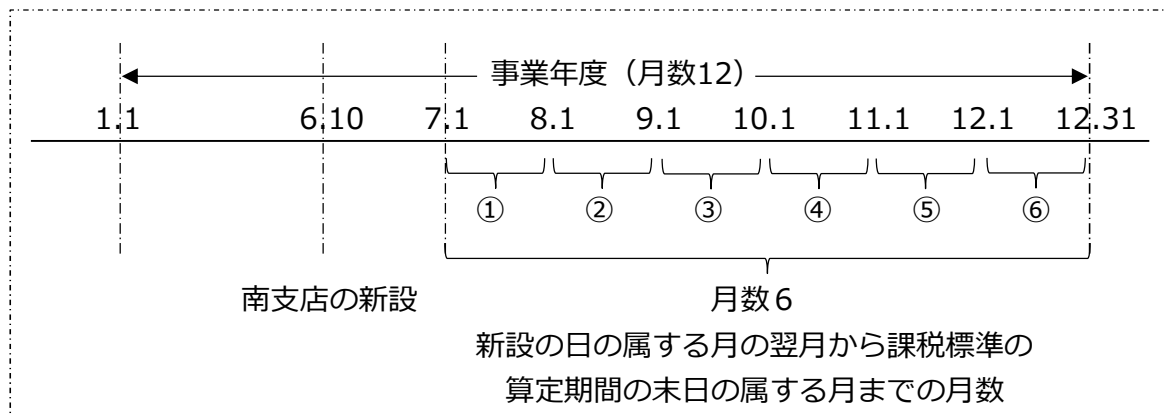 事業年度（月数12）
1.1 6.10 7.1 8.1 9.1 10.1 11.1 12.1 12.31
① ② ③ ④ ⑤ ⑥
南支店の新設 月数６
新設の日の属する月の翌月から課税標準の
算定期間の末日の属する月までの月数